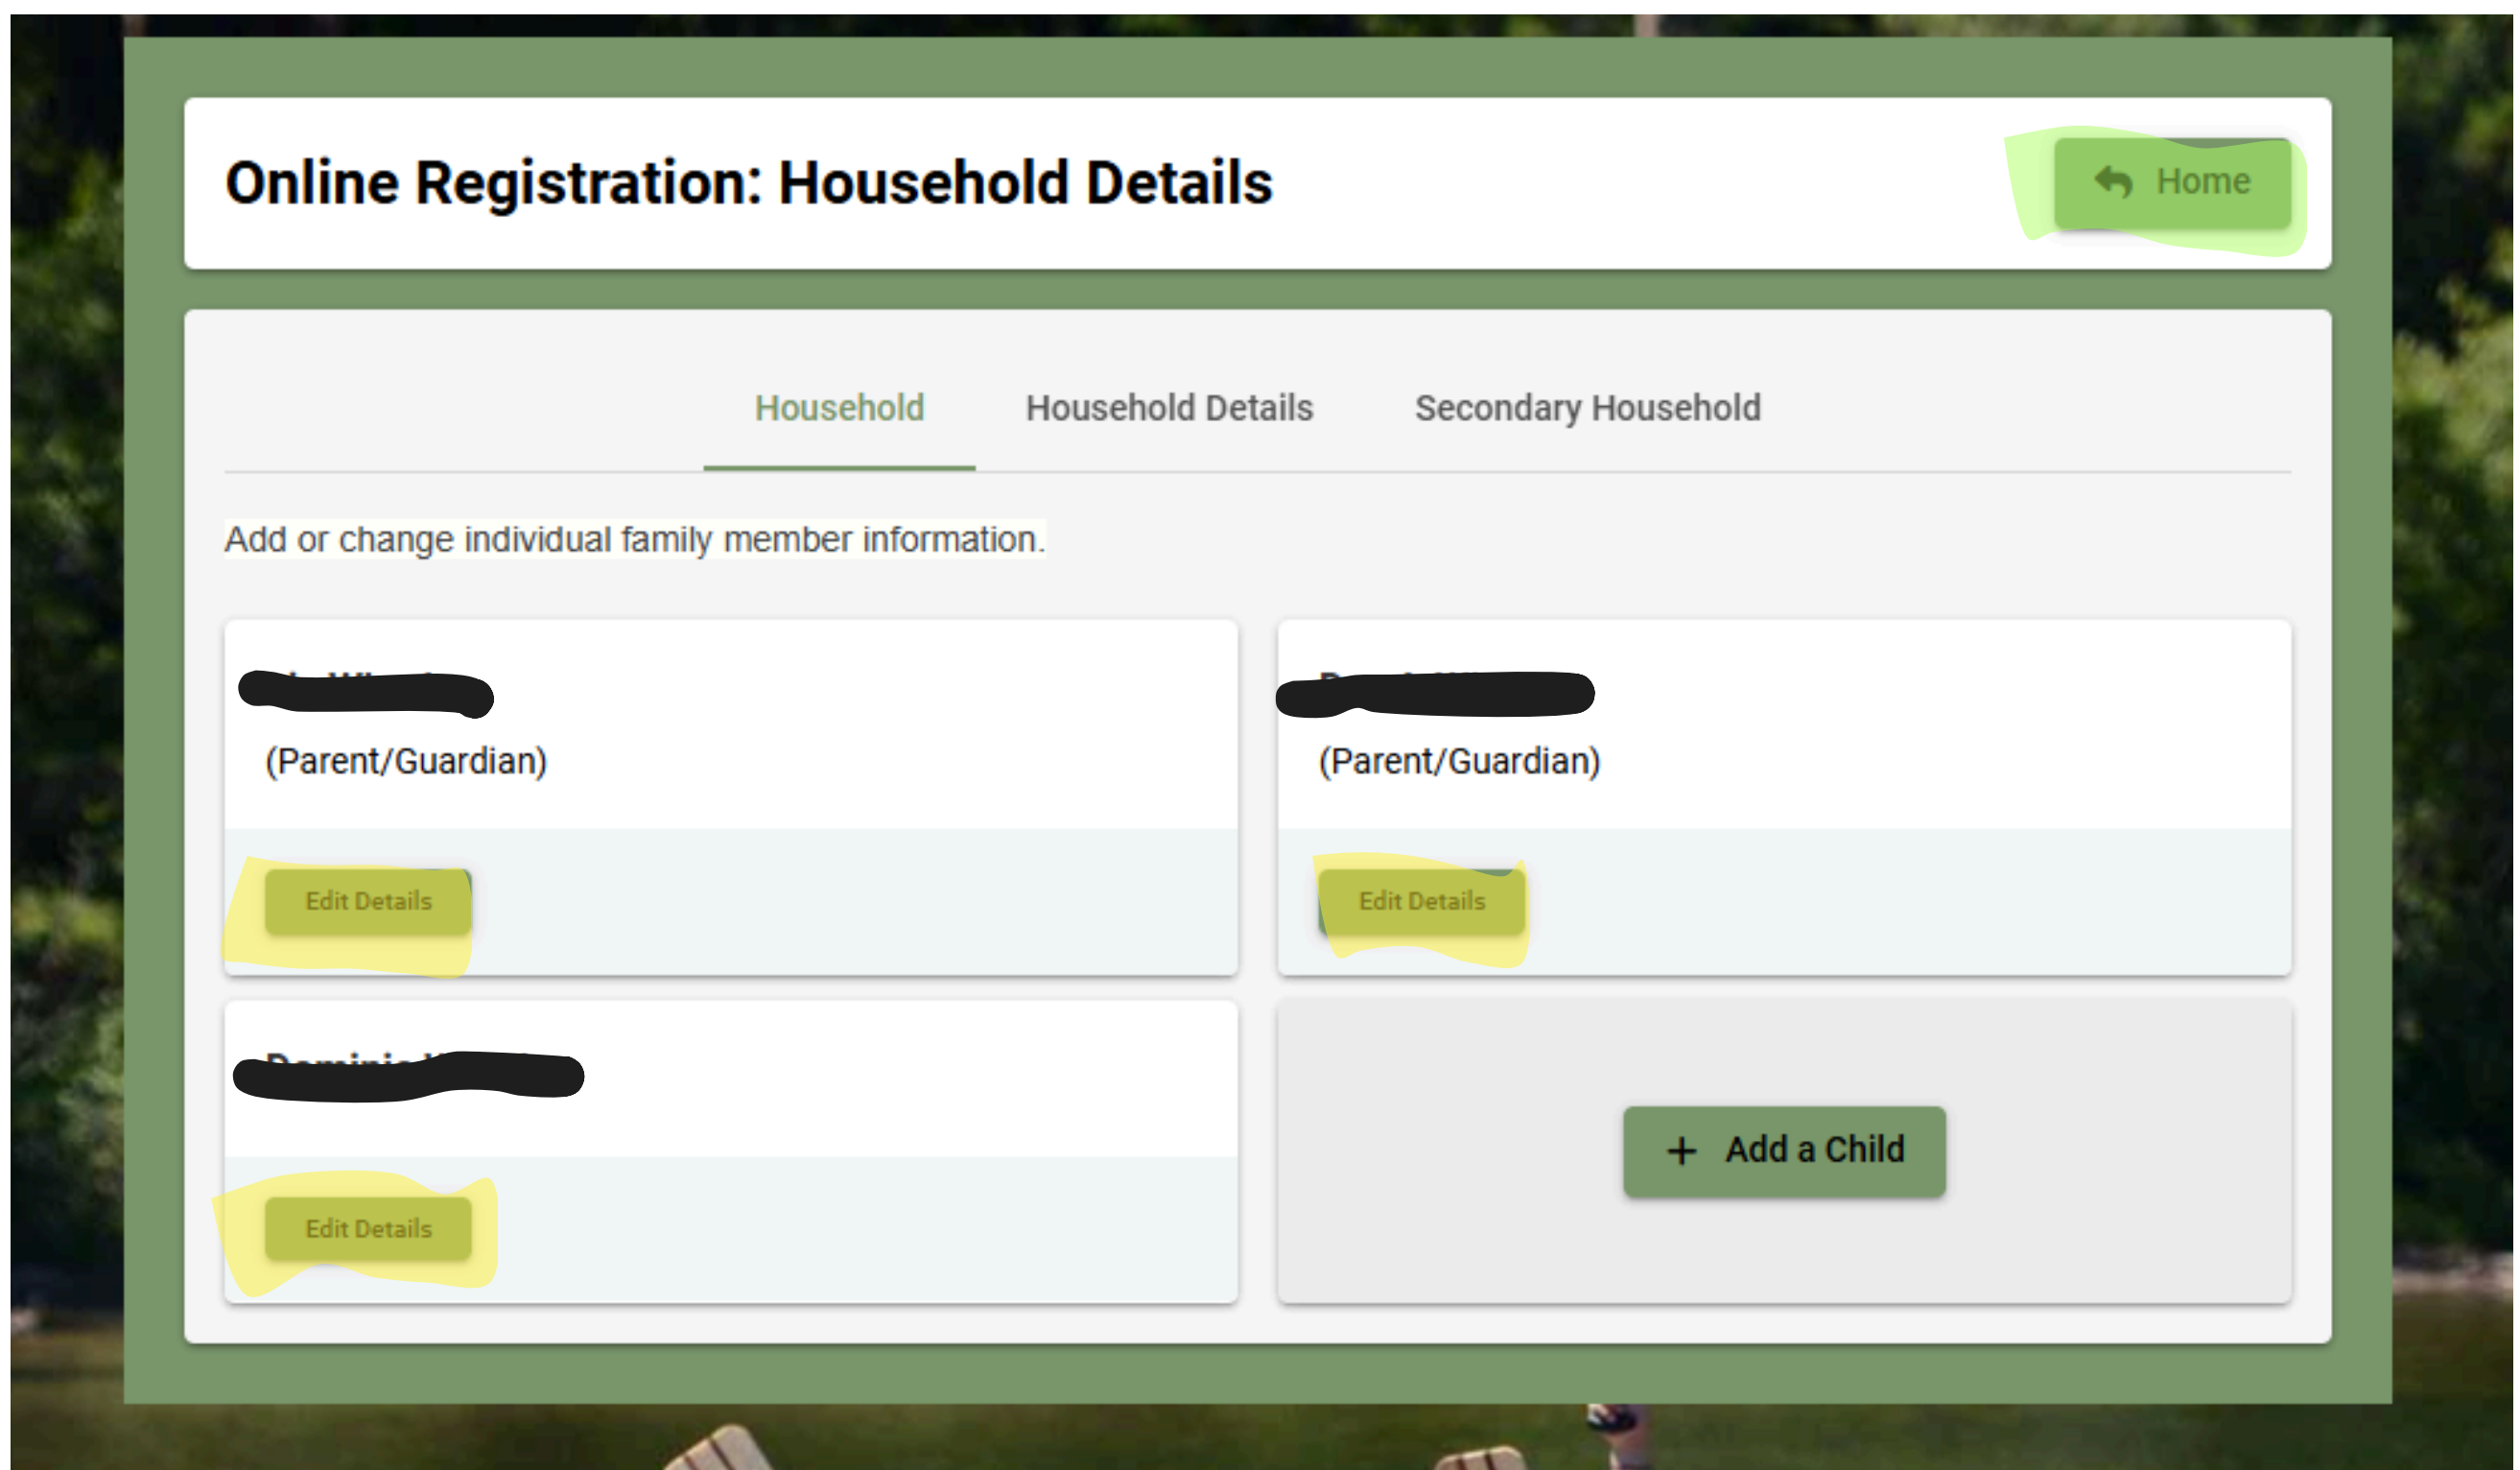 Online Registration: Household Details
Home
Household
Household Details
Secondary Household
Add or change individual family member information.
(Parent/Guardian)
(Parent/Guardian)
Edit Details
Edit Details
Edit Details
+ Add a Child